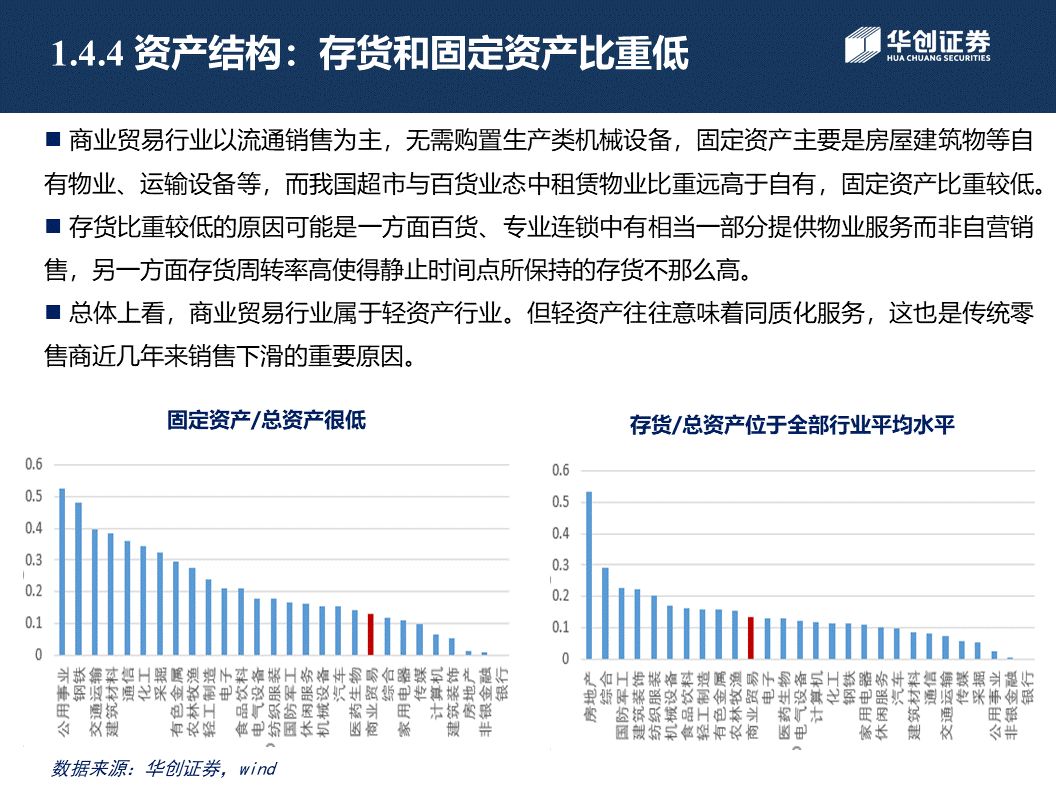 1.4.4 资产结构：存货和固定资产比重低
华创证券
HUA CHUANG SECURITIES
■ 商业贸易行业以流通销售为主，无需购置生产类机械设备，固定资产主要是房屋建筑物等自
有物业、运输设备等，而我国超市与百货业态中租赁物业比重远高于自有，固定资产比重较低。
■ 存货比重较低的原因可能是一方面百货、专业连锁中有相当一部分提供物业服务而非自营销
售，另一方面存货周转率高使得静止时间点所保持的存货不那么高。
■ 总体上看，商业贸易行业属于轻资产行业。但轻资产往往意味着同质化服务，这也是传统零
售商近几年来销售下滑的重要原因。
固定资产/总资产很低
0.6
0.5
0.4
0.3
0.2
0.1
0
公用事业
钢铁
交通运输
建筑材料
通信
化工
采掘
有色金属
农林牧渔
轻工制造
电子
食品饮料
电气设备
纺织服装
国防军工
休闲服务
机械设备
汽车
医药生物
商业贸易
综合
家用电器
传媒
计算机
建筑装饰
房地产
非银金融
银行
存货/总资产位于全部行业平均水平
0.6
0.5
0.4
0.3
0.2
0.1
0
房地产
综合
国防军工
建筑装饰
纺织服装
机械设备
食品饮料
轻工制造
有色金属
农林牧渔
商业贸易
电子
医药生物
电气设备
计算机
化工
钢铁
家用电器
休闲服务
汽车
建筑材料
通信
交通运输
传媒
采掘
公用事业
非银金融
银行
数据来源：华创证券，wind